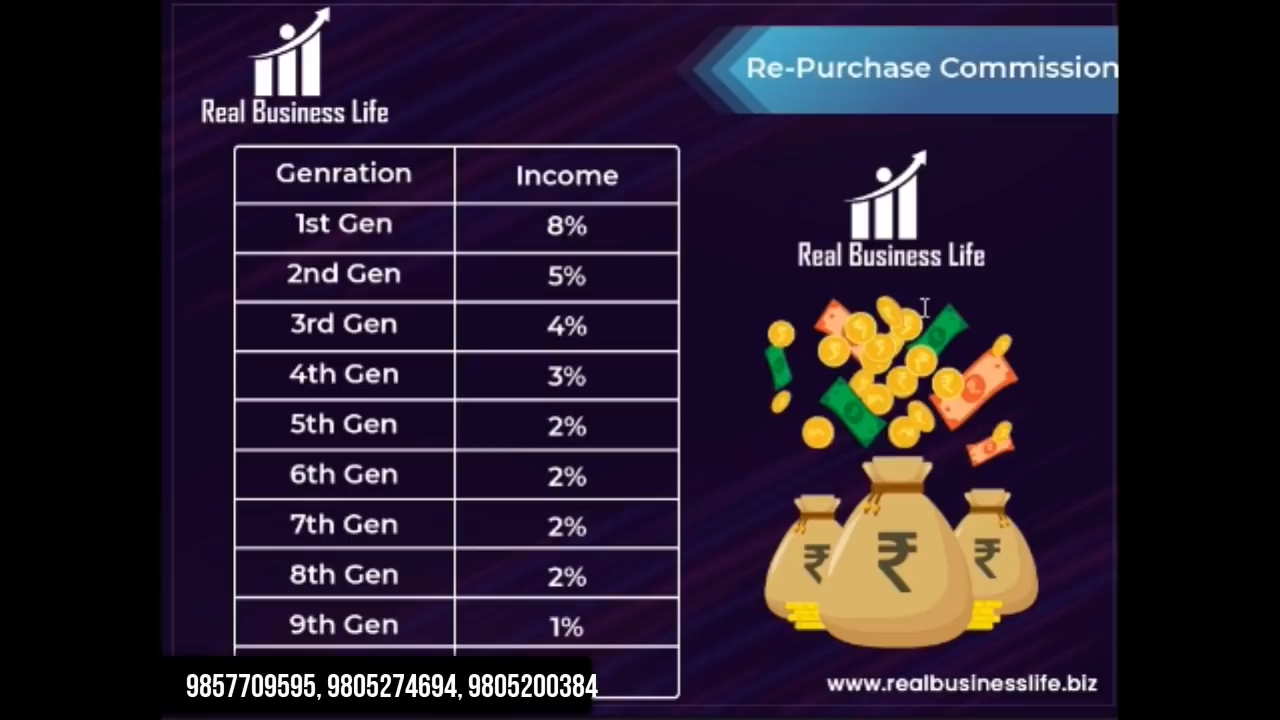 Real Business Life
Re-Purchase Commission
Genration Income
1st Gen 8%
2nd Gen 5%
3rd Gen 4%
4th Gen 3%
5th Gen 2%
6th Gen 2%
7th Gen 2%
8th Gen 2%
9th Gen 1%
Real Business Life
₹ ₹ ₹
9857709595, 9805274694, 9805200384
www.realbusinesslife.biz